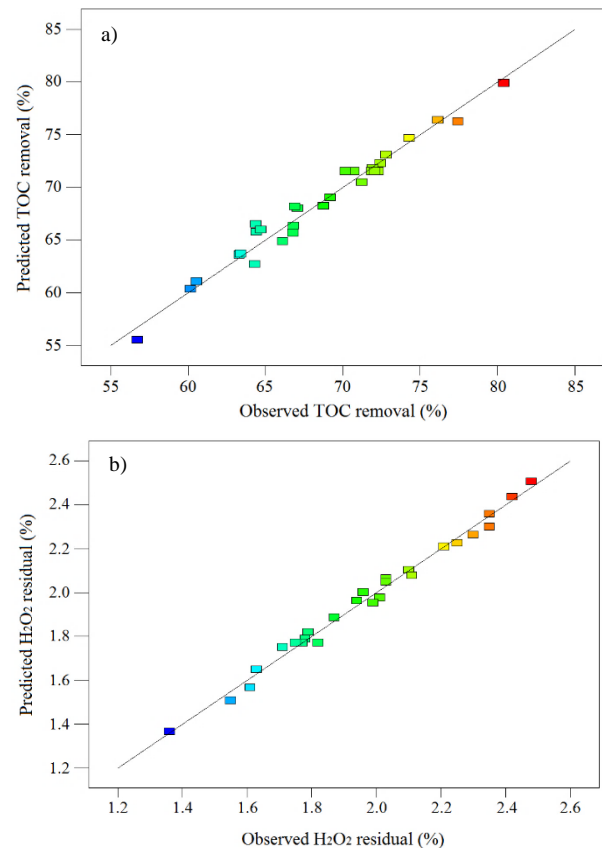 a)
85
80
75
70
65
60
55
Predicted TOC removal (%)
55 60 65 70 75 80 85
Observed TOC removal (%)
b)
2.6
2.4
2.2
2.0
1.8
1.6
1.4
1.2
Predicted H₂O₂ residual (%)
1.2 1.4 1.6 1.8 2.0 2.2 2.4 2.6
Observed H₂O₂ residual (%)